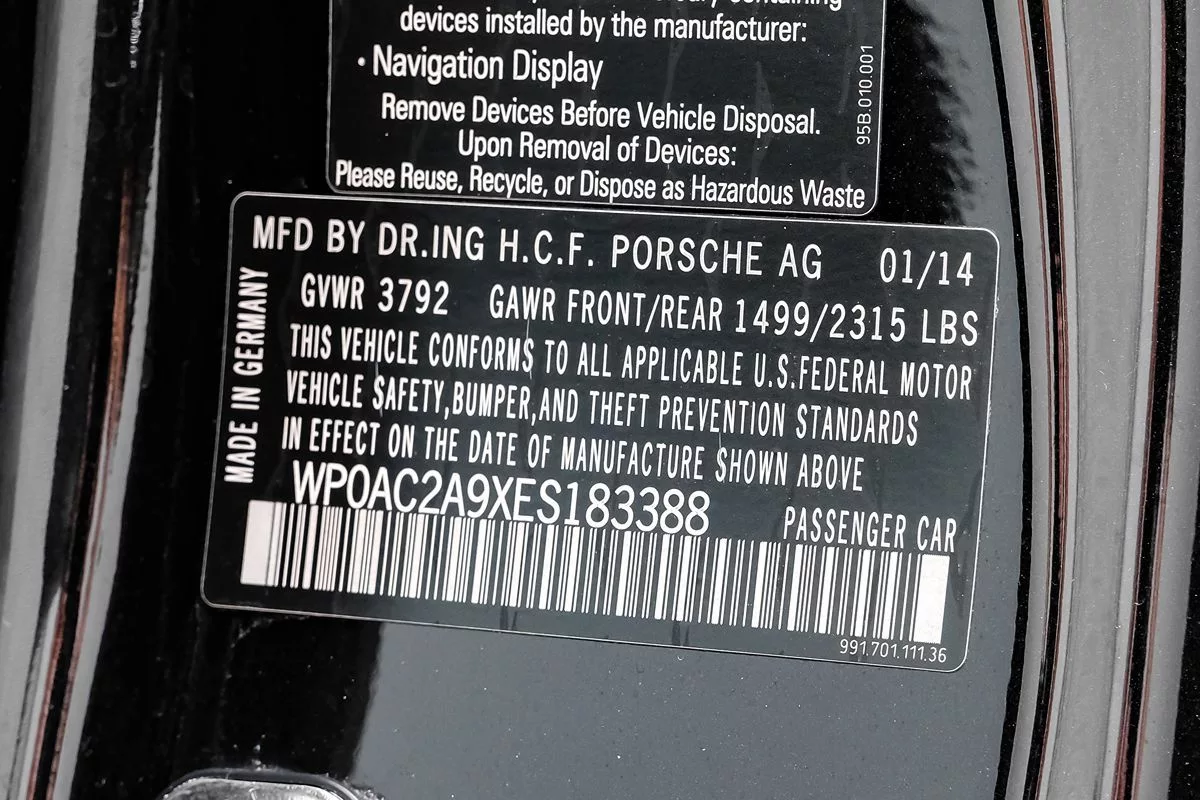 containing
devices installed by the manufacturer:
• Navigation Display
Remove Devices Before Vehicle Disposal.
Upon Removal of Devices:
Please Reuse, Recycle, or Dispose as Hazardous Waste
95B.010.001
MFD BY DR.ING H.C.F. PORSCHE AG 01/14
GVWR 3792 GAWR FRONT/REAR 1499/2315 LBS
THIS VEHICLE CONFORMS TO ALL APPLICABLE U.S.FEDERAL MOTOR
VEHICLE SAFETY,BUMPER,AND THEFT PREVENTION STANDARDS
IN EFFECT ON THE DATE OF MANUFACTURE SHOWN ABOVE
MADE IN GERMANY
WP0AC2A9XES183388
PASSENGER CAR
991.701.111.36